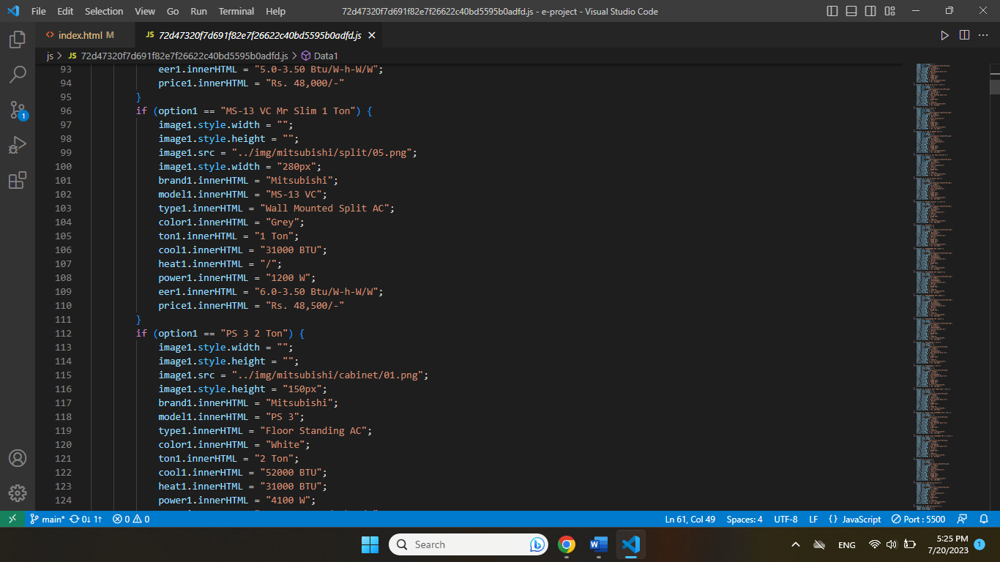 File Edit Selection View Go Run Terminal Help 72d47320f7d691f82e7f26622c40bd5595b0adfd.js - e-project - Visual Studio Code
index.html M JS 72d47320f7d691f82e7f26622c40bd5595b0adfd.js
js JS 72d47320f7d691f82e7f26622c40bd5595b0adfd.js Data1
93 eer1.innerHTML = "5.0-3.50 Btu/W-h-W/W";
94 price1.innerHTML = "Rs. 48,000/-"
95 }
96 if (option1 == "MS-13 VC Mr Slim 1 Ton") {
97 image1.style.width = "";
98 image1.style.height = "";
99 image1.src = "../img/mitsubishi/split/05.png";
100 image1.style.width = "280px";
101 brand1.innerHTML = "Mitsubishi";
102 model1.innerHTML = "MS-13 VC";
103 type1.innerHTML = "Wall Mounted Split AC";
104 color1.innerHTML = "Grey";
105 ton1.innerHTML = "1 Ton";
106 cool1.innerHTML = "31000 BTU";
107 heat1.innerHTML = "/";
108 power1.innerHTML = "1200 W";
109 eer1.innerHTML = "6.0-3.50 Btu/W-h-W/W";
110 price1.innerHTML = "Rs. 48,500/-"
111 }
112 if (option1 == "PS 3 2 Ton") {
113 image1.style.width = "";
114 image1.style.height = "";
115 image1.src = "../img/mitsubishi/cabinet/01.png";
116 image1.style.height = "150px";
117 brand1.innerHTML = "Mitsubishi";
118 model1.innerHTML = "PS 3";
119 type1.innerHTML = "Floor Standing AC";
120 color1.innerHTML = "White";
121 ton1.innerHTML = "2 Ton";
122 cool1.innerHTML = "52000 BTU";
123 heat1.innerHTML = "31000 BTU";
124 power1.innerHTML = "4100 W";
1
main* 0↓ 1↑ 0 0 Ln 61, Col 49 Spaces: 4 UTF-8 LF {} JavaScript Port : 5500
Search ENG 5:25 PM
7/20/2023 1